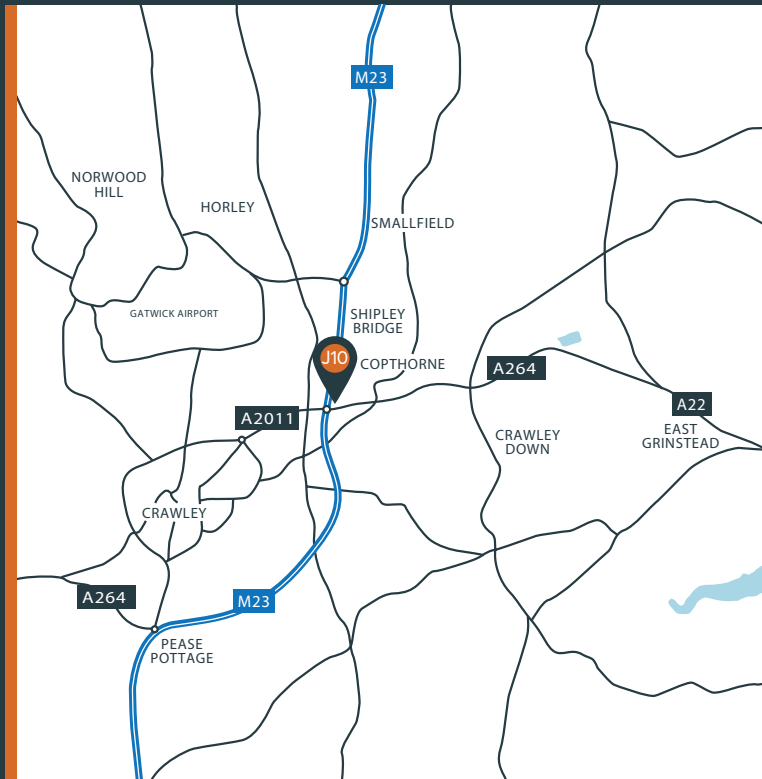 M23
NORWOOD
HILL
HORLEY
SMALLFIELD
GATWICK AIRPORT
SHIPLEY
BRIDGE
J10
COPTHORNE
A264
A22
A2011
EAST
GRINSTEAD
CRAWLEY
DOWN
CRAWLEY
A264
M23
PEASE
POTTAGE